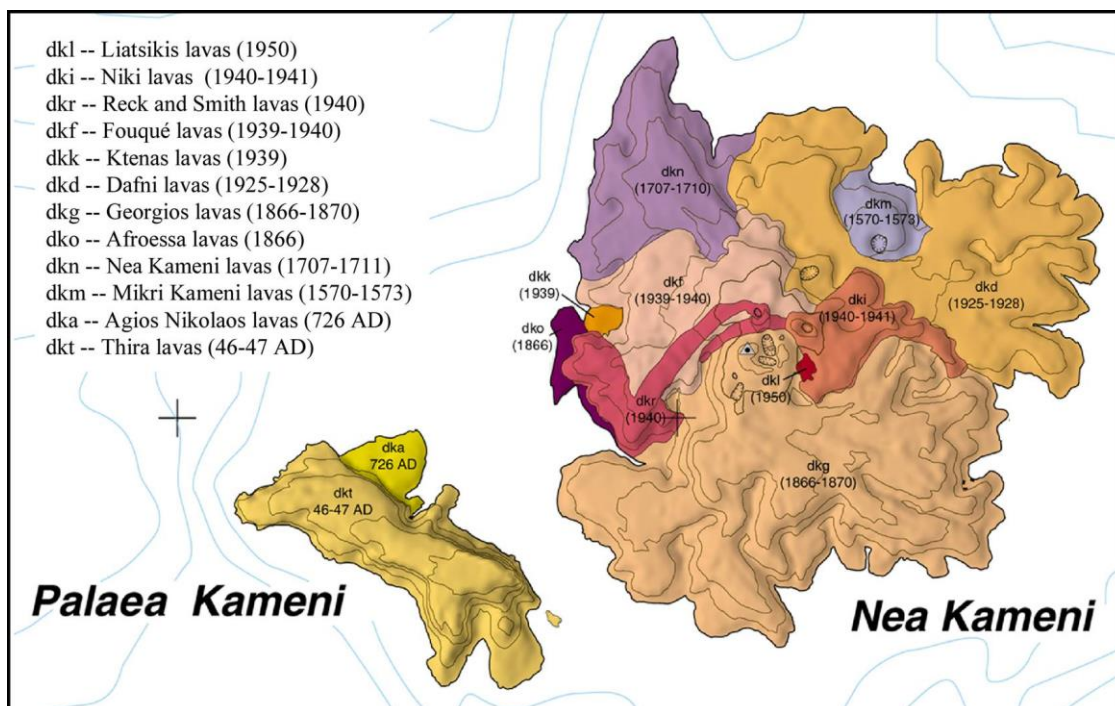 dkl -- Liatsikis lavas (1950)
dki -- Niki lavas (1940-1941)
dkr -- Reck and Smith lavas (1940)
dkf -- Fouqué lavas (1939-1940)
dkk -- Ktenas lavas (1939)
dkd -- Dafni lavas (1925-1928)
dkg -- Georgios lavas (1866-1870)
dko -- Afroessa lavas (1866)
dkn -- Nea Kameni lavas (1707-1711)
dkm -- Mikri Kameni lavas (1570-1573)
dka -- Agios Nikolaos lavas (726 AD)
dkt -- Thira lavas (46-47 AD)
dkn
(1707-1710)
dkm
(1570-1573)
dkk
(1939)
dkf
(1939-1940)
dki
(1940-1941)
dkd
(1925-1928)
dko
(1866)
dkl
(1950)
dkr
(1940)
dkg
(1866-1870)
dka
726 AD
dkt
46-47 AD
Palaea Kameni
Nea Kameni